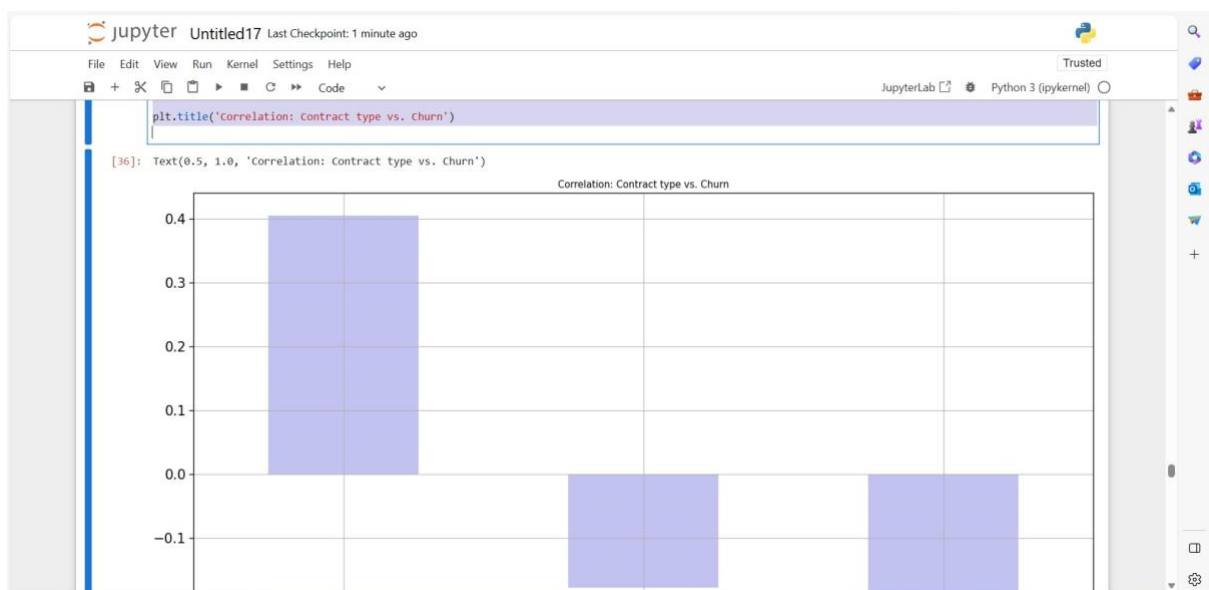 jupyter Untitled17 Last Checkpoint: 1 minute ago
File Edit View Run Kernel Settings Help
Trusted
Code
JupyterLab
Python 3 (ipykernel)
plt.title('Correlation: Contract type vs. Churn')
[36]: Text(0.5, 1.0, 'Correlation: Contract type vs. Churn')
Correlation: Contract type vs. Churn
0.4
0.3
0.2
0.1
0.0
−0.1